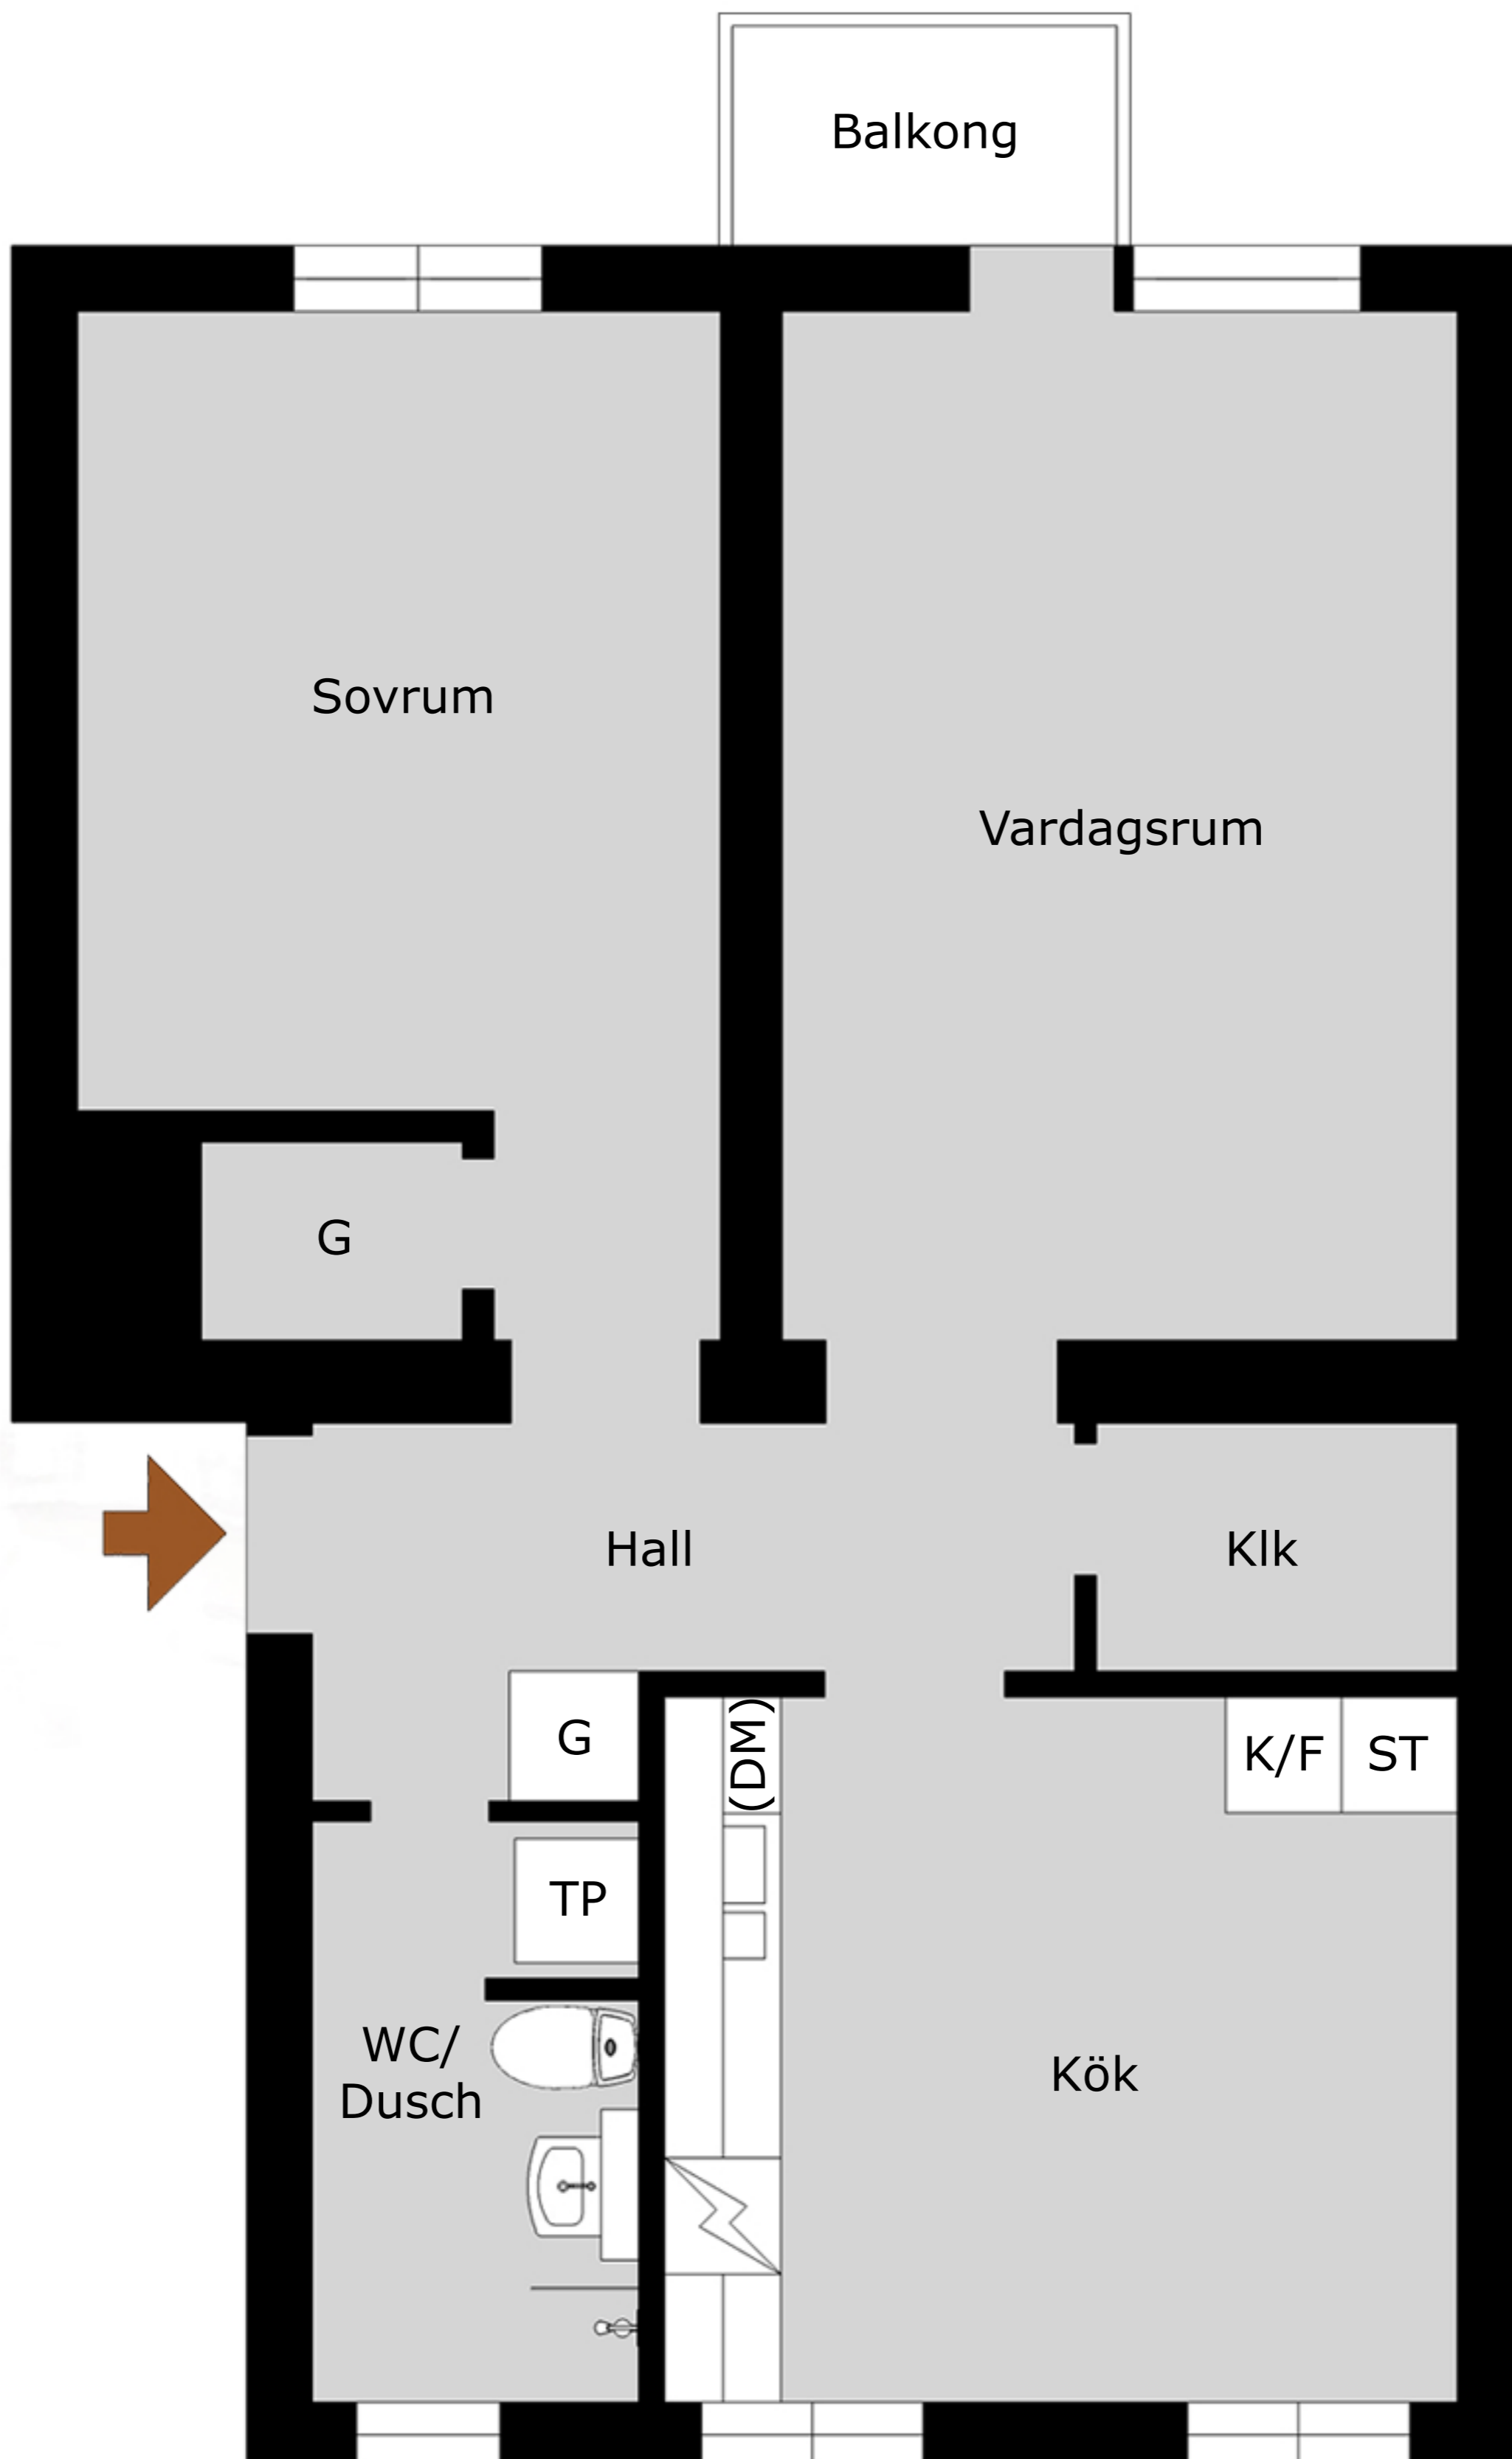 Balkong
Sovrum
Vardagsrum
G
Hall
Klk
G
(DM)
K/F
ST
TP
WC/
Dusch
Kök